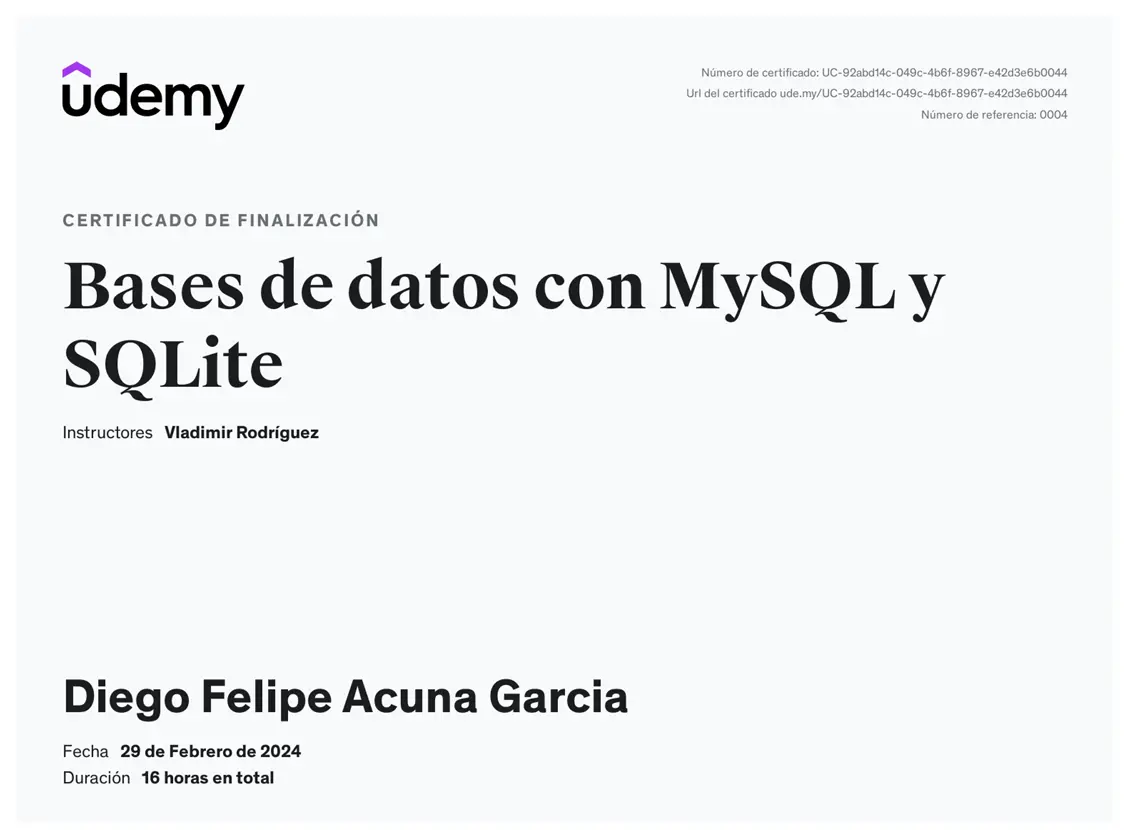 udemy
Número de certificado: UC-92abd14c-049c-4b6f-8967-e42d3e6b0044
Url del certificado ude.my/UC-92abd14c-049c-4b6f-8967-e42d3e6b0044
Número de referencia: 0004
CERTIFICADO DE FINALIZACIÓN
Bases de datos con MySQL y
SQLite
Instructores Vladimir Rodríguez
Diego Felipe Acuna Garcia
Fecha 29 de Febrero de 2024
Duración 16 horas en total